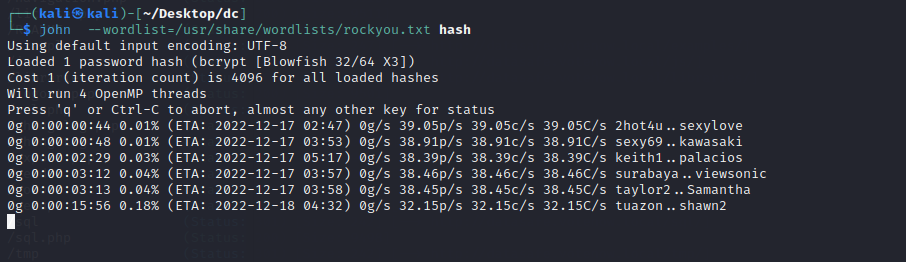 (kali㉿kali)-[~/Desktop/dc]
$ john --wordlist=/usr/share/wordlists/rockyou.txt hash
Using default input encoding: UTF-8
Loaded 1 password hash (bcrypt [Blowfish 32/64 X3])
Cost 1 (iteration count) is 4096 for all loaded hashes
Will run 4 OpenMP threads
Press 'q' or Ctrl-C to abort, almost any other key for status
0g 0:00:00:44 0.01% (ETA: 2022-12-17 02:47) 0g/s 39.05p/s 39.05c/s 39.05C/s 2hot4u..sexylove
0g 0:00:00:48 0.01% (ETA: 2022-12-17 03:53) 0g/s 38.91p/s 38.91c/s 38.91C/s sexy69..kawasaki
0g 0:00:02:29 0.03% (ETA: 2022-12-17 05:17) 0g/s 38.39p/s 38.39c/s 38.39C/s keith1..palacios
0g 0:00:03:12 0.04% (ETA: 2022-12-17 03:57) 0g/s 38.46p/s 38.46c/s 38.46C/s surabaya..viewsonic
0g 0:00:03:13 0.04% (ETA: 2022-12-17 03:58) 0g/s 38.45p/s 38.45c/s 38.45C/s taylor2..Samantha
0g 0:00:15:56 0.18% (ETA: 2022-12-18 04:32) 0g/s 32.15p/s 32.15c/s 32.15C/s tuazon..shawn2
/sql.php
/tmp